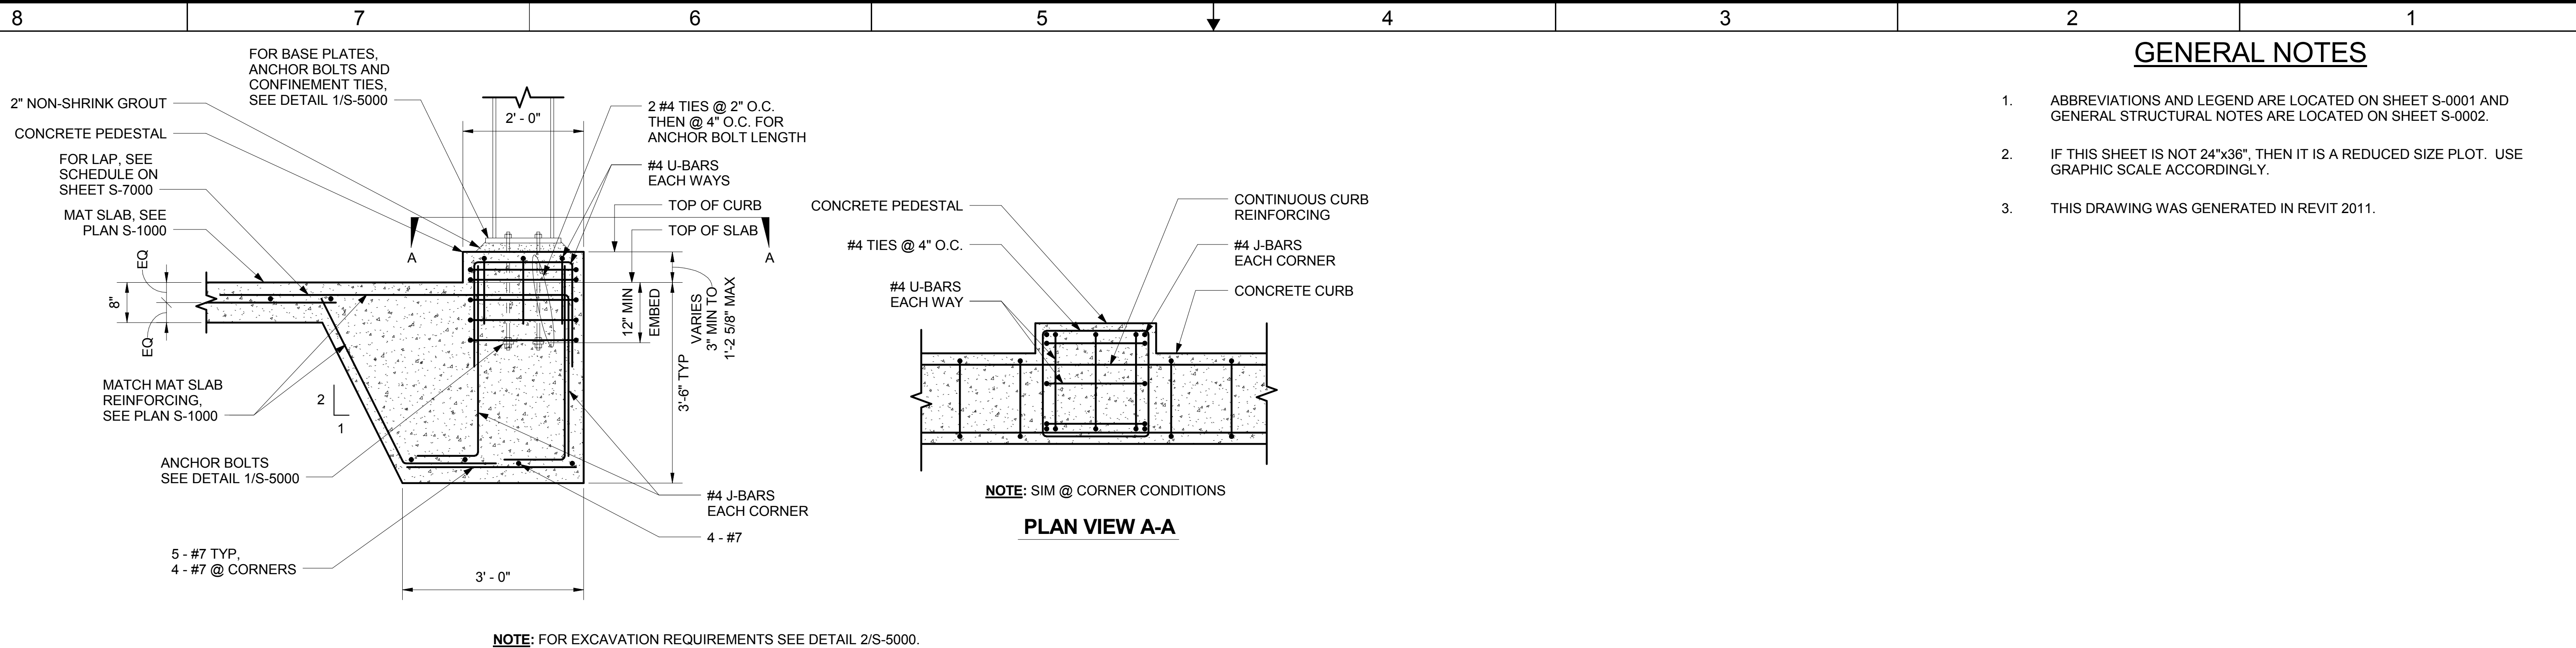 8
7
6
5
4
3
2
1
FOR BASE PLATES,
ANCHOR BOLTS AND
CONFINEMENT TIES,
SEE DETAIL 1/S-5000
2" NON-SHRINK GROUT
CONCRETE PEDESTAL
FOR LAP, SEE
SCHEDULE ON
SHEET S-7000
MAT SLAB, SEE
PLAN S-1000
EQ
8"
EQ
MATCH MAT SLAB
REINFORCING,
SEE PLAN S-1000
2
1
ANCHOR BOLTS
SEE DETAIL 1/S-5000
5 - #7 TYP,
4 - #7 @ CORNERS
3' - 0"
2' - 0"
2 #4 TIES @ 2" O.C.
THEN @ 4" O.C. FOR
ANCHOR BOLT LENGTH
#4 U-BARS
EACH WAYS
TOP OF CURB
TOP OF SLAB
A
A
12" MIN
EMBED
3'-6" TYP
VARIES
3" MIN TO
1'-2 5/8" MAX
#4 J-BARS
EACH CORNER
4 - #7
NOTE: FOR EXCAVATION REQUIREMENTS SEE DETAIL 2/S-5000.
CONCRETE PEDESTAL
#4 TIES @ 4" O.C.
#4 U-BARS
EACH WAY
CONTINUOUS CURB
REINFORCING
#4 J-BARS
EACH CORNER
CONCRETE CURB
NOTE: SIM @ CORNER CONDITIONS
PLAN VIEW A-A
GENERAL NOTES
1. ABBREVIATIONS AND LEGEND ARE LOCATED ON SHEET S-0001 AND
GENERAL STRUCTURAL NOTES ARE LOCATED ON SHEET S-0002.
2. IF THIS SHEET IS NOT 24"x36", THEN IT IS A REDUCED SIZE PLOT. USE
GRAPHIC SCALE ACCORDINGLY.
3. THIS DRAWING WAS GENERATED IN REVIT 2011.